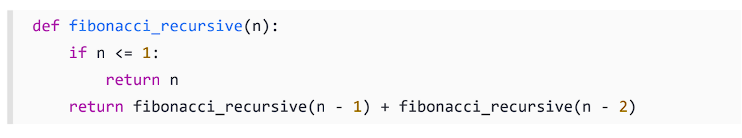 def fibonacci_recursive(n):
    if n <= 1:
        return n
    return fibonacci_recursive(n - 1) + fibonacci_recursive(n - 2)